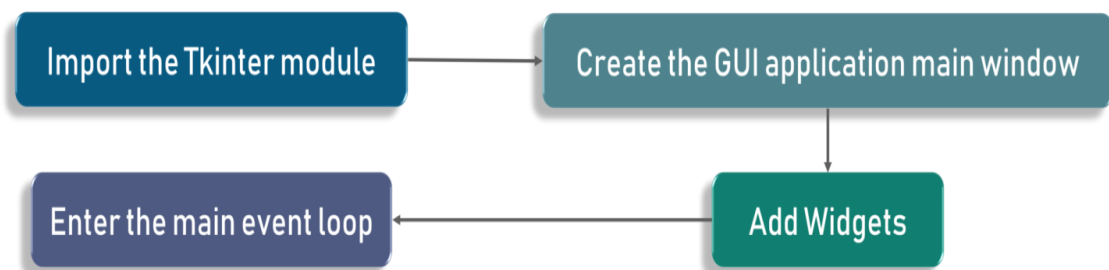 Import the Tkinter module
Create the GUI application main window
Add Widgets
Enter the main event loop